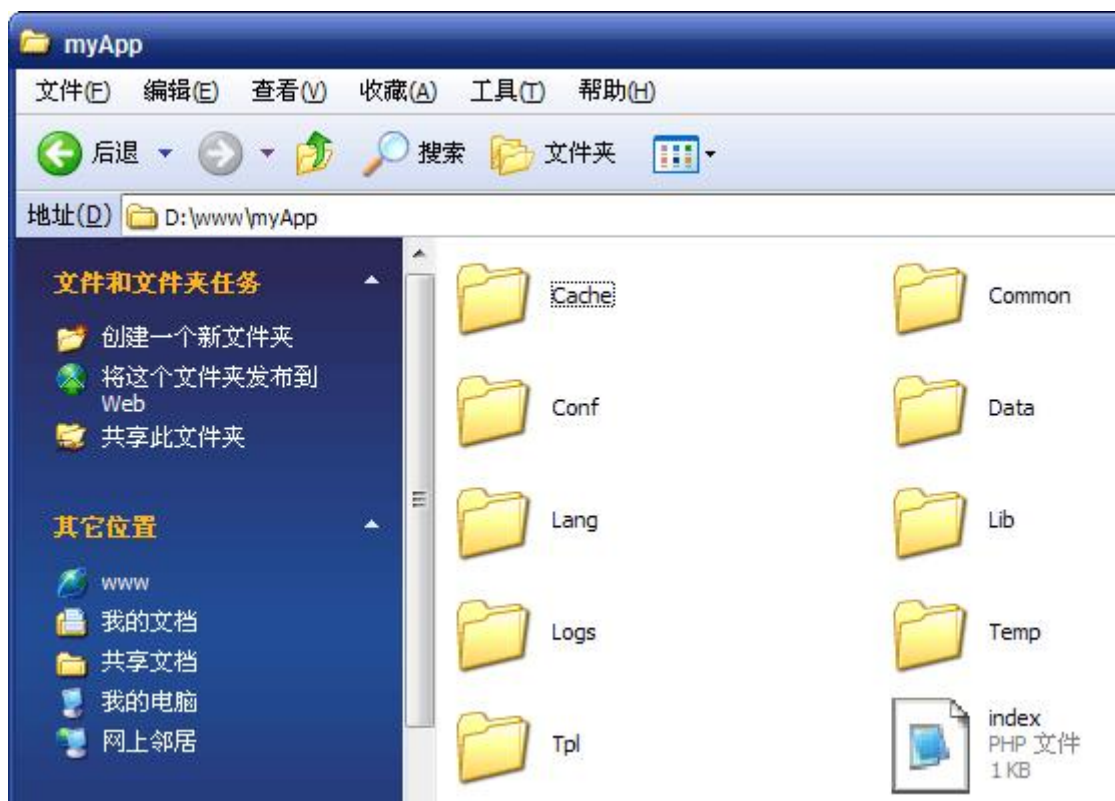 myApp
文件(F) 编辑(E) 查看(V) 收藏(A) 工具(T) 帮助(H)
后退 搜索 文件夹
地址(D) D:\www\myApp
文件和文件夹任务
创建一个新文件夹
将这个文件夹发布到
Web
共享此文件夹
其它位置
www
我的文档
共享文档
我的电脑
网上邻居
Cache
Common
Conf
Data
Lang
Lib
Logs
Temp
Tpl
index
PHP 文件
1 KB